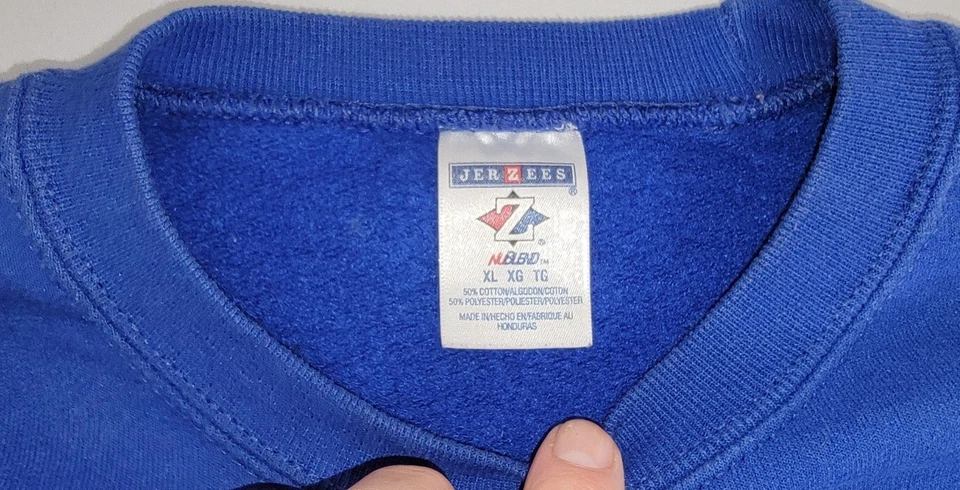 JERZEES®
Z®
NUBLEND™
XL XG TG
50% COTTON/ALGODON/COTON
50% POLYESTER/POLIESTER/POLYESTER
MADE IN/HECHO EN/FABRIQUE AU
HONDURAS